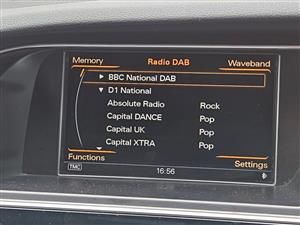 Memory Radio DAB Waveband
BBC National DAB
D1 National
Absolute Radio Rock
Capital DANCE Pop
Capital UK Pop
Capital XTRA Pop
Functions Settings
TMC 16:56